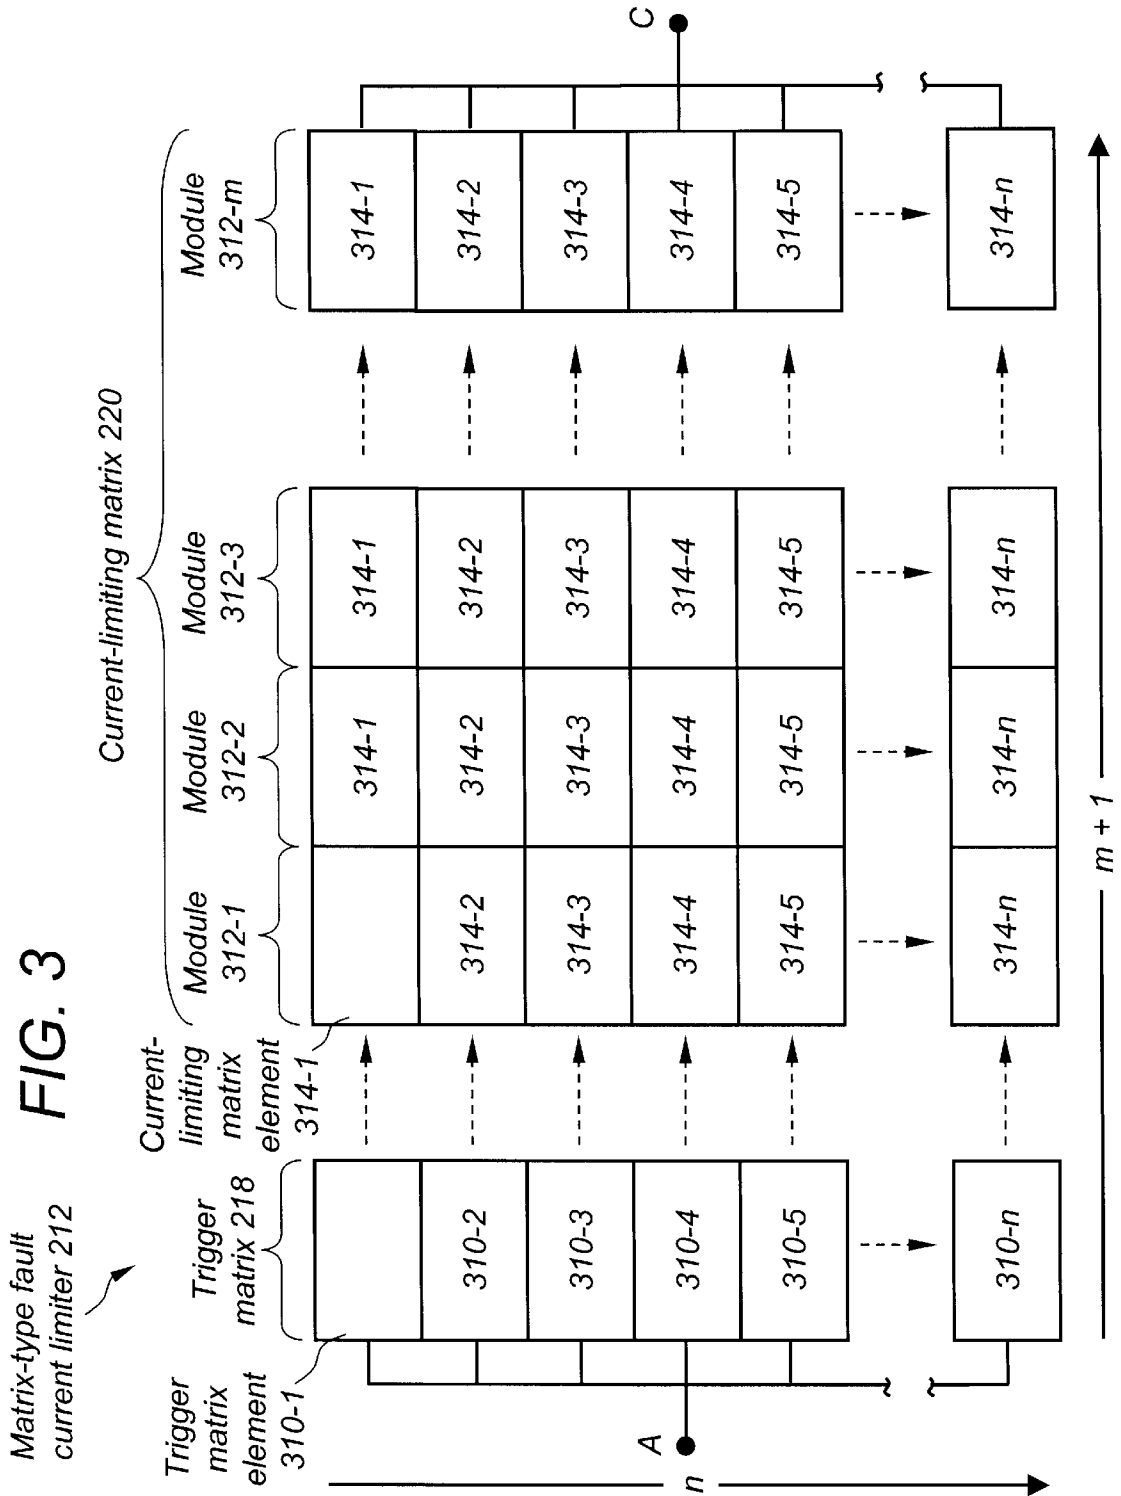 FIG. 3
Matrix-type fault
current limiter 212
Current-limiting matrix 220
Trigger
matrix 218
Module
312-1
Module
312-2
Module
312-3
Module
312-m
Trigger
matrix
element
310-1
Current-
limiting
matrix
element
314-1
314-1
314-1
314-1
310-2
314-2
314-2
314-2
314-2
310-3
314-3
314-3
314-3
314-3
A
310-4
314-4
314-4
314-4
314-4
C
310-5
314-5
314-5
314-5
314-5
310-n
314-n
314-n
314-n
314-n
n
m + 1